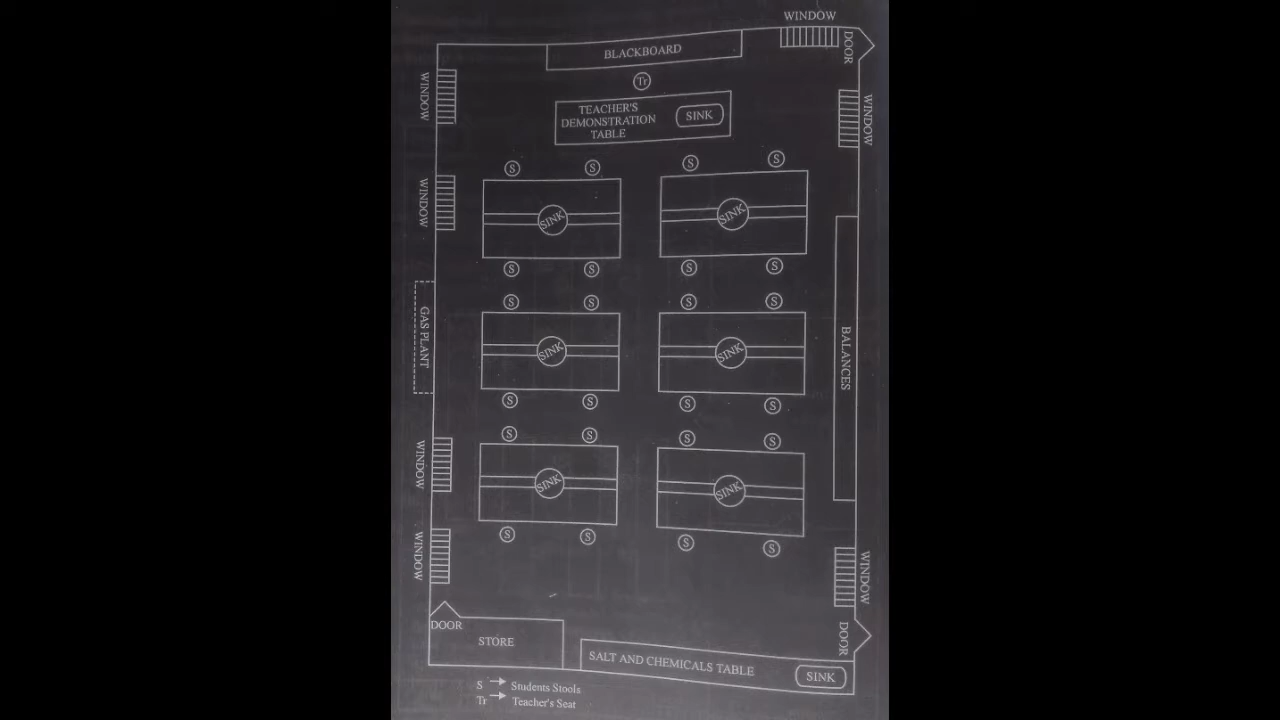 WINDOW
BLACKBOARD
DOOR
Tr
WINDOW
WINDOW
TEACHER'S
DEMONSTRATION
TABLE
SINK
S S S S
WINDOW
SINK SINK
S S S S
S S S S
GAS PLANT
SINK SINK
BALANCES
S S S S
S S S S
WINDOW
SINK SINK
S S S S
WINDOW
WINDOW
DOOR
STORE
DOOR
SALT AND CHEMICALS TABLE
SINK
S → Students Stools
Tr → Teacher's Seat